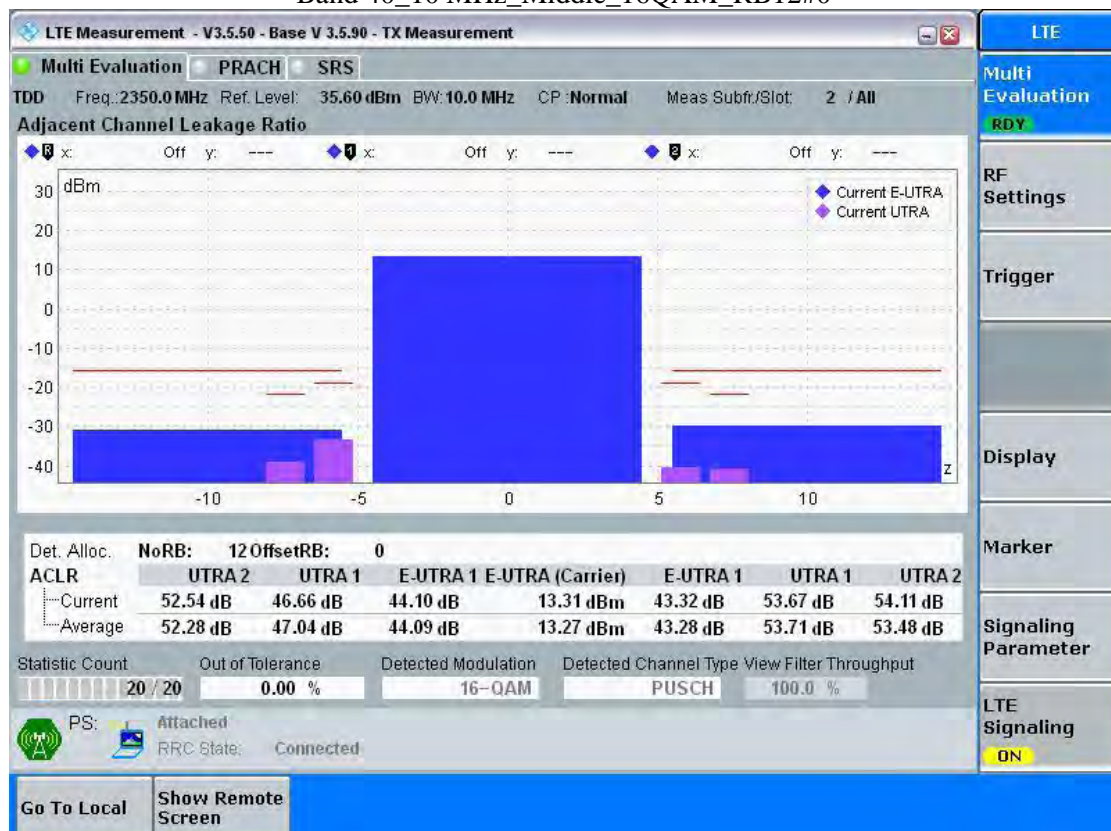 Band 40_10 MHz_Middle_16QAM_RB12#0
LTE Measurement - V3.5.50 - Base V 3.5.90 - TX Measurement
LTE
Multi Evaluation PRACH SRS
Multi Evaluation
RDY
TDD Freq.:2350.0 MHz Ref. Level: 35.60 dBm BW:10.0 MHz CP :Normal Meas Subfr./Slot: 2 / All
Adjacent Channel Leakage Ratio
R x: Off y: --- 1 x: Off y: --- 2 x: Off y: ---
30 dBm
Current E-UTRA
Current UTRA
20
10
0
-10
-20
-30
-40
z
-10 -5 0 5 10
RF Settings
Trigger
Display
Marker
Signaling Parameter
LTE Signaling
ON
Det. Alloc. NoRB: 12 OffsetRB: 0
ACLR UTRA 2 UTRA 1 E-UTRA 1 E-UTRA (Carrier) E-UTRA 1 UTRA 1 UTRA 2
Current 52.54 dB 46.66 dB 44.10 dB 13.31 dBm 43.32 dB 53.67 dB 54.11 dB
Average 52.28 dB 47.04 dB 44.09 dB 13.27 dBm 43.28 dB 53.71 dB 53.48 dB
Statistic Count Out of Tolerance Detected Modulation Detected Channel Type View Filter Throughput
20 / 20 0.00 % 16-QAM PUSCH 100.0 %
PS: Attached
RRC State: Connected
Go To Local
Show Remote Screen